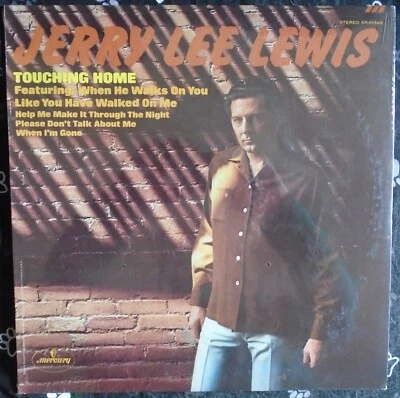 STEREO SR 61343
JERRY LEE LEWIS
TOUCHING HOME
Featuring: When He Walks On You
Like You Have Walked On Me
Help Me Make It Through The Night
Please Don't Talk About Me
When I'm Gone
mercury